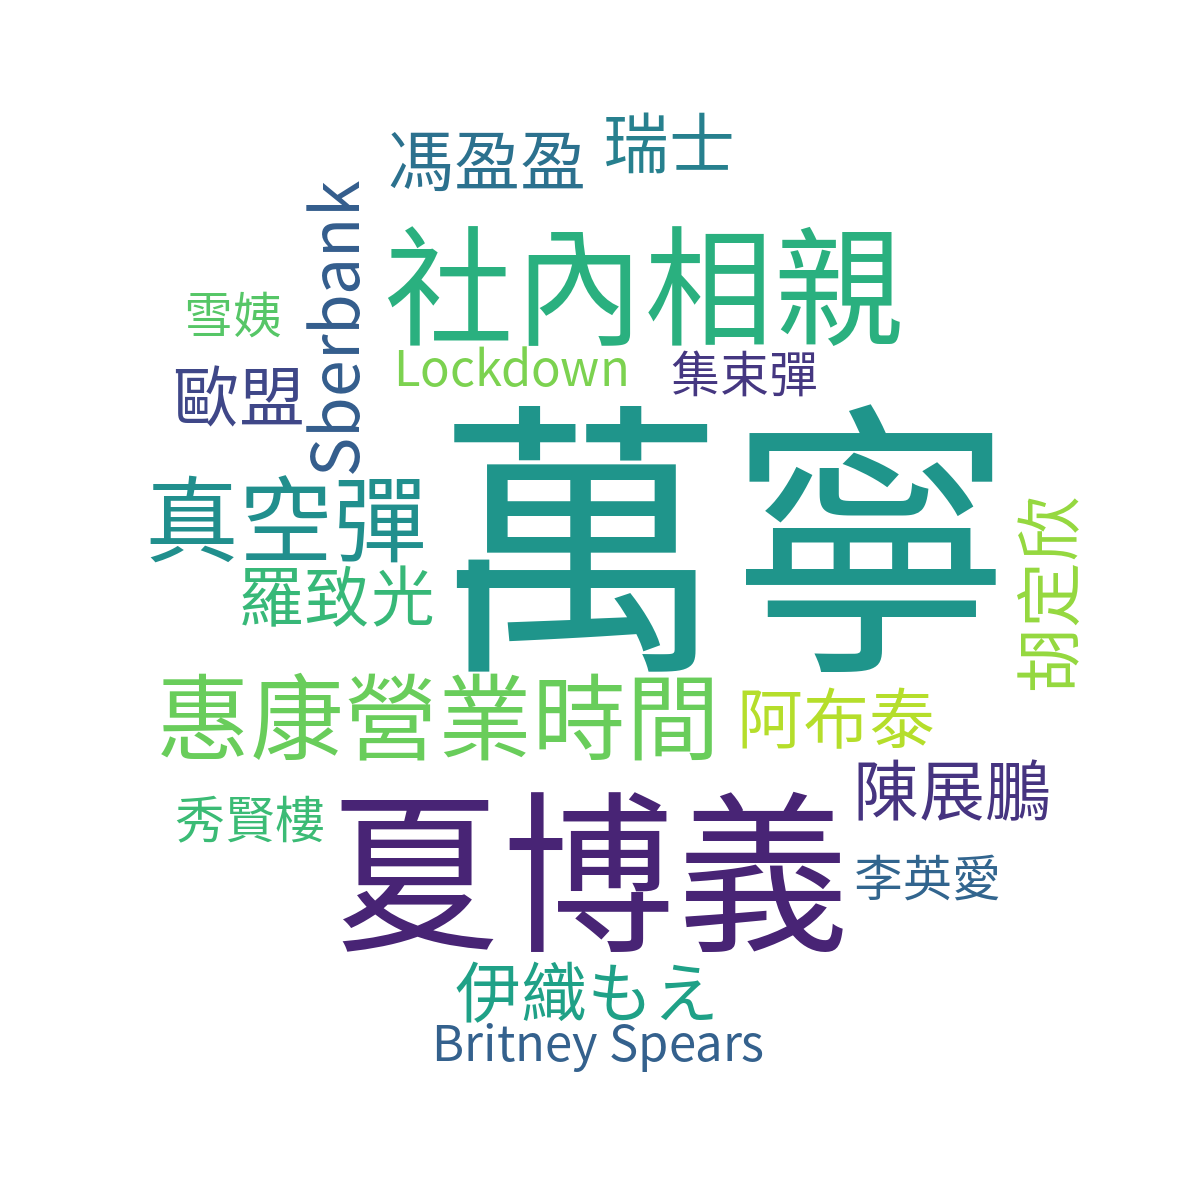 瑞士
馮盈盈
Sberbank
社內相親
雪姨
Lockdown
集束彈
歐盟
萬寧
真空彈
胡定欣
羅致光
惠康營業時間
阿布泰
陳展鵬
秀賢樓
夏博義
李英愛
伊織もえ
Britney Spears